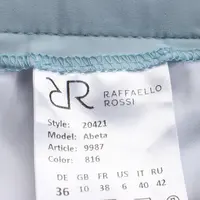 RAFFAELLO
ROSSI
Style: 20421
Model: Abeta
Article: 9987
Color: 816
DE GB FR US IT RU
36 10 38 6 40 42